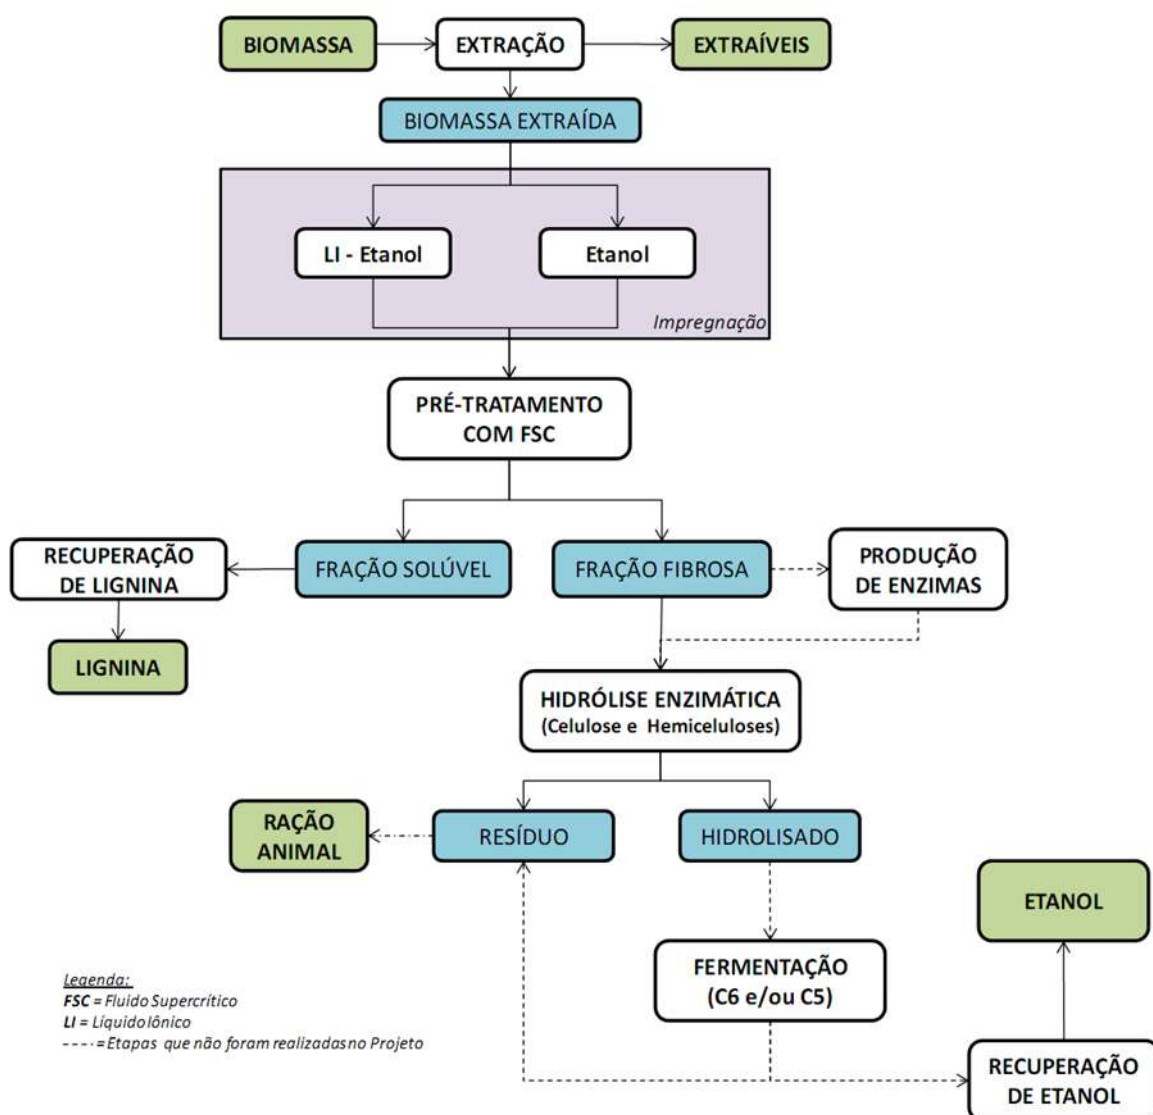 BIOMASSA
EXTRAÇÃO
EXTRAÍVEIS
BIOMASSA EXTRAÍDA
LI - Etanol
Etanol
Impregnação
PRÉ-TRATAMENTO
COM FSC
RECUPERAÇÃO
DE LIGNINA
FRAÇÃO SOLÚVEL
FRAÇÃO FIBROSA
PRODUÇÃO
DE ENZIMAS
LIGNINA
HIDRÓLISE ENZIMÁTICA
(Celulose e Hemiceluloses)
RAÇÃO
ANIMAL
RESÍDUO
HIDROLISADO
ETANOL
FERMENTAÇÃO
(C6 e/ou C5)
Legenda:
FSC = Fluido Supercrítico
LI = Líquido Iônico
---- = Etapas que não foram realizadas no Projeto
RECUPERAÇÃO
DE ETANOL